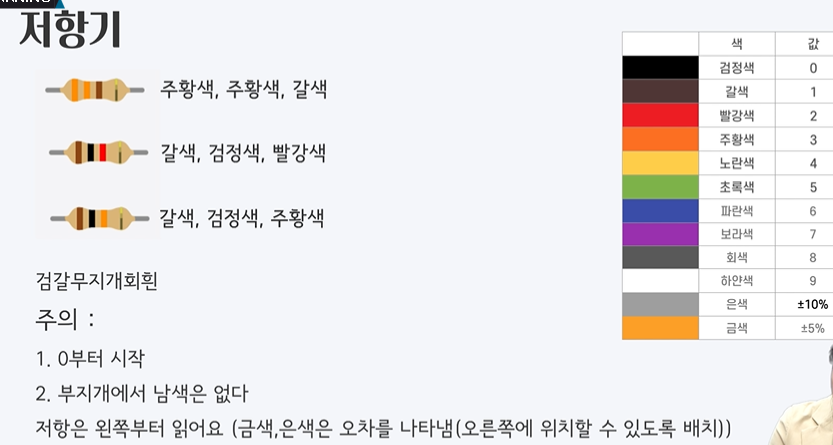 저항기
주황색, 주황색, 갈색
갈색, 검정색, 빨강색
갈색, 검정색, 주황색
검갈무지개회흰
주의 :
1. 0부터 시작
2. 부지개에서 남색은 없다
저항은 왼쪽부터 읽어요 (금색,은색은 오차를 나타냄(오른쪽에 위치할 수 있도록 배치))
색 값
검정색 0
갈색 1
빨강색 2
주황색 3
노란색 4
초록색 5
파란색 6
보라색 7
회색 8
하얀색 9
은색 ±10%
금색 ±5%